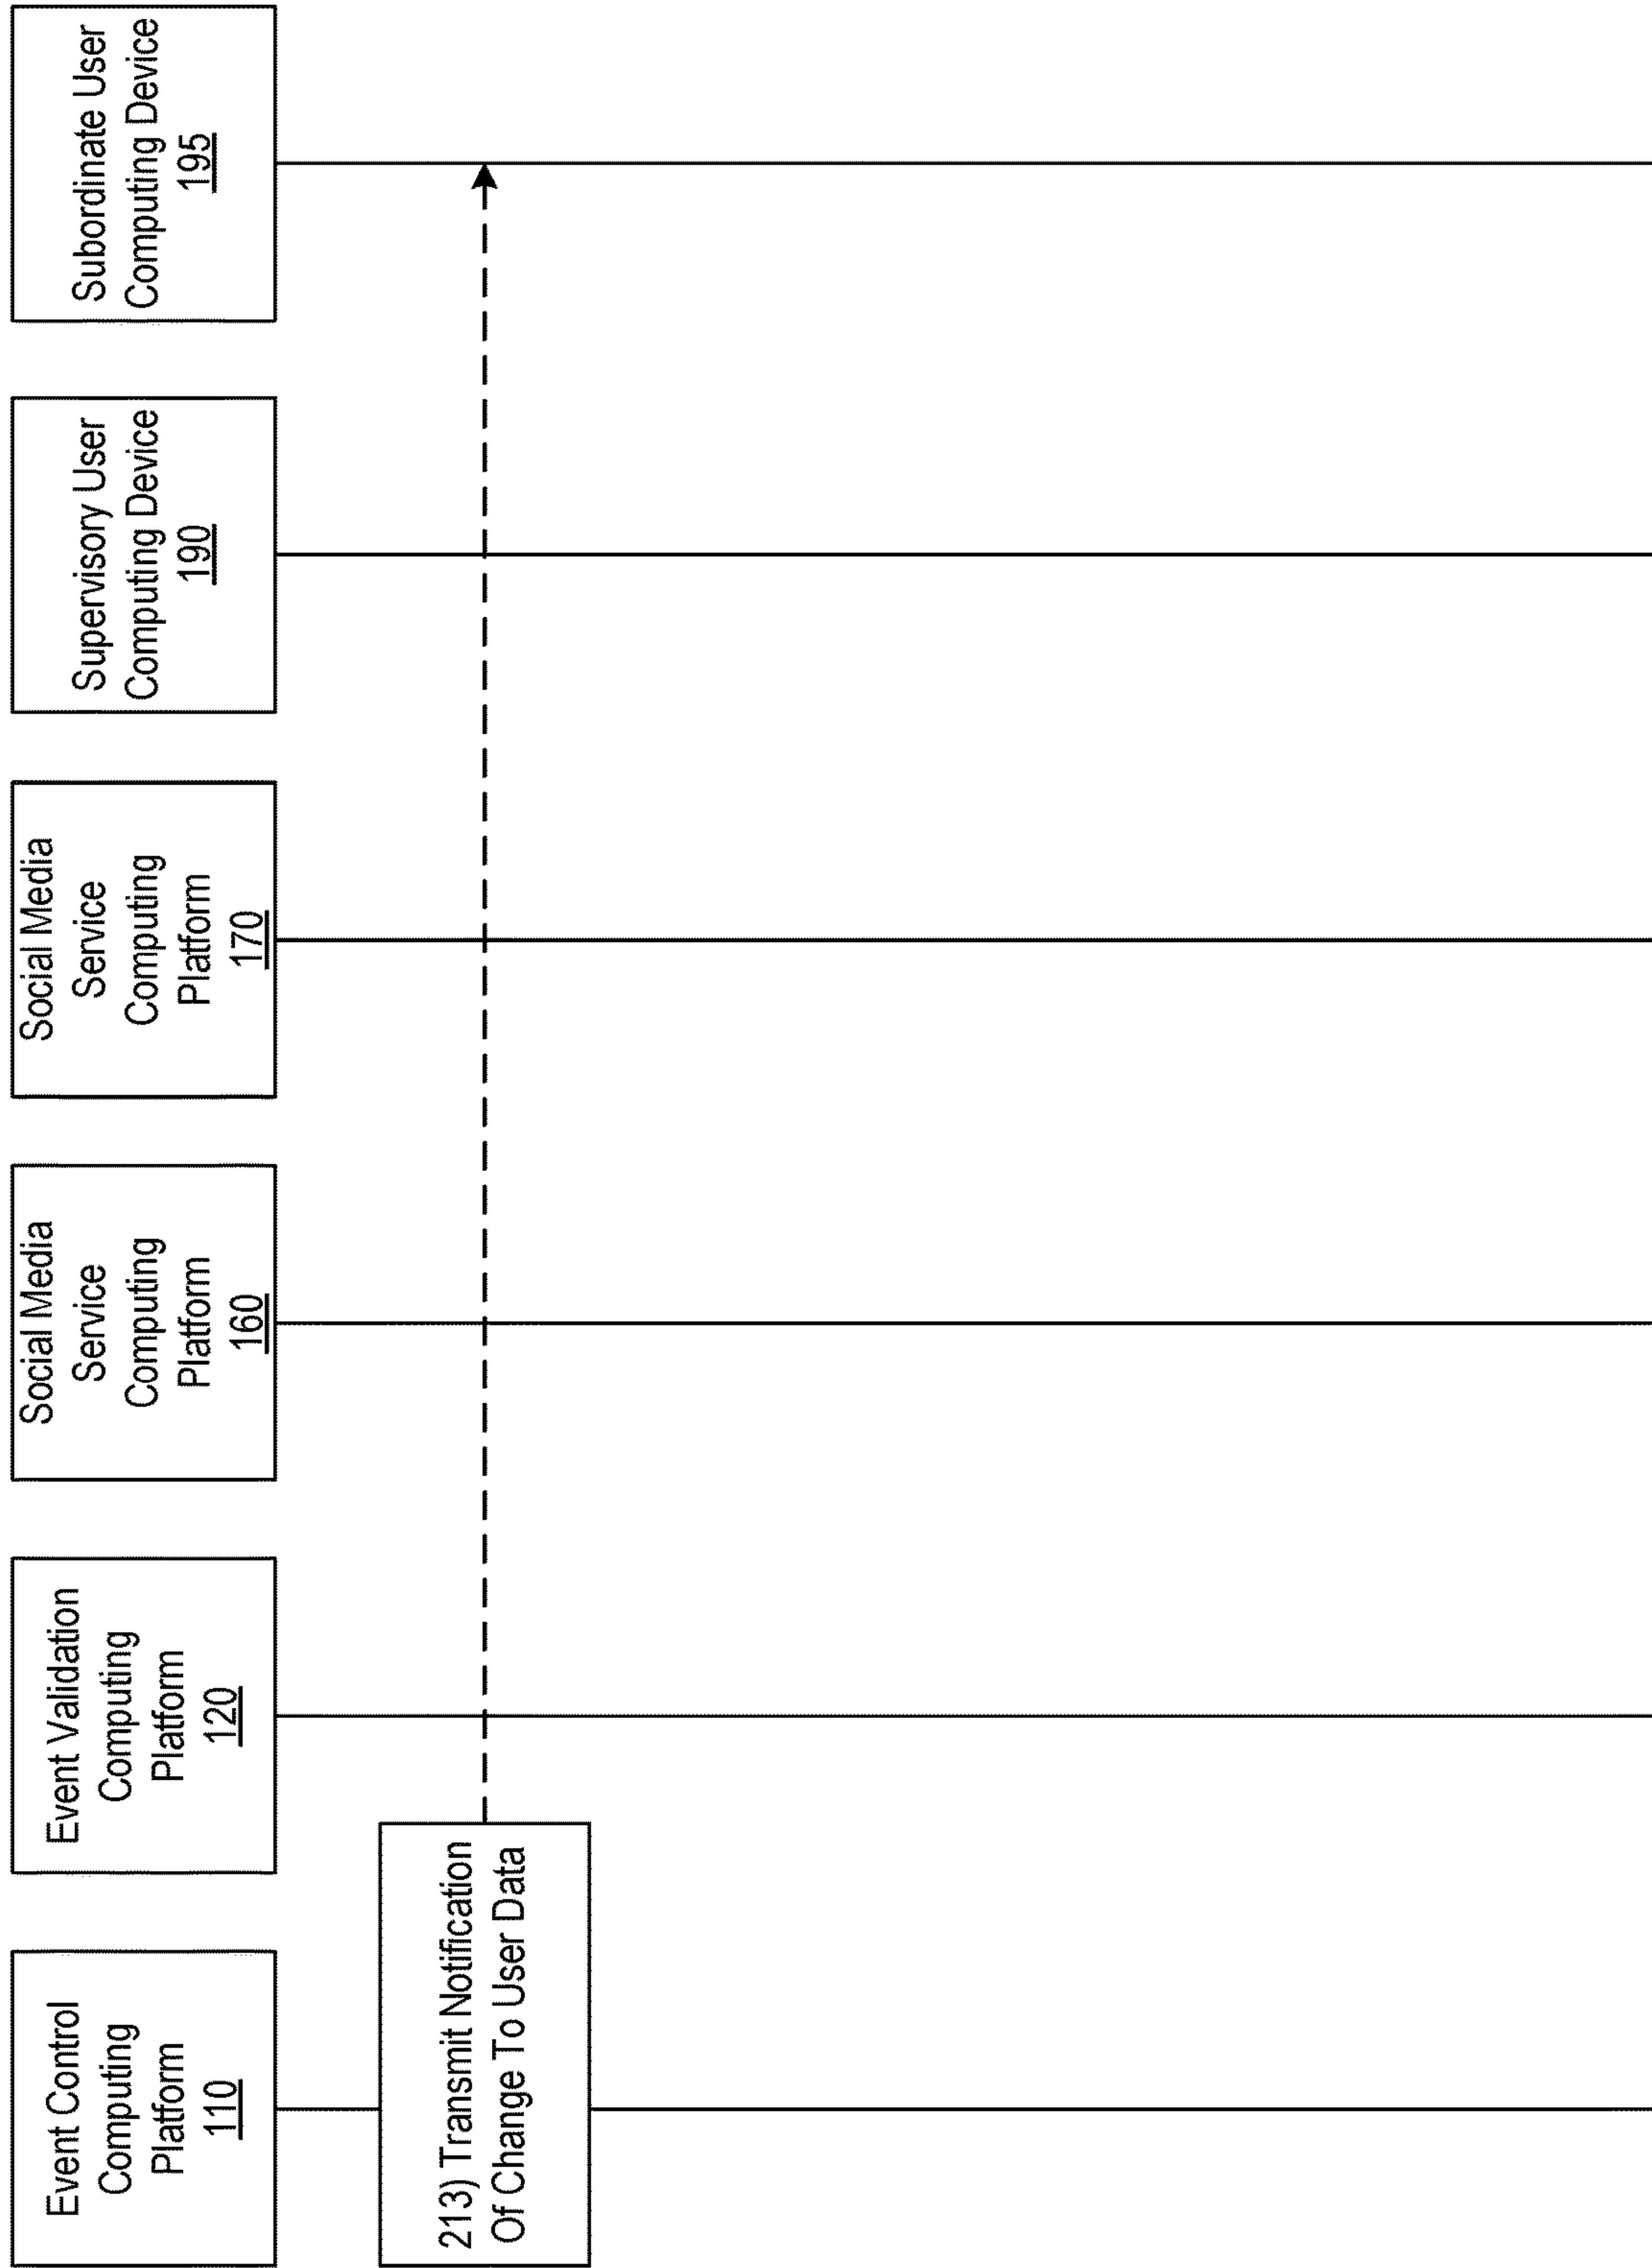 Event Control
Computing
Platform
110
Event Validation
Computing
Platform
120
Social Media
Service
Computing
Platform
160
Social Media
Service
Computing
Platform
170
Supervisory User
Computing Device
190
Subordinate User
Computing Device
195
213) Transmit Notification
Of Change To User Data